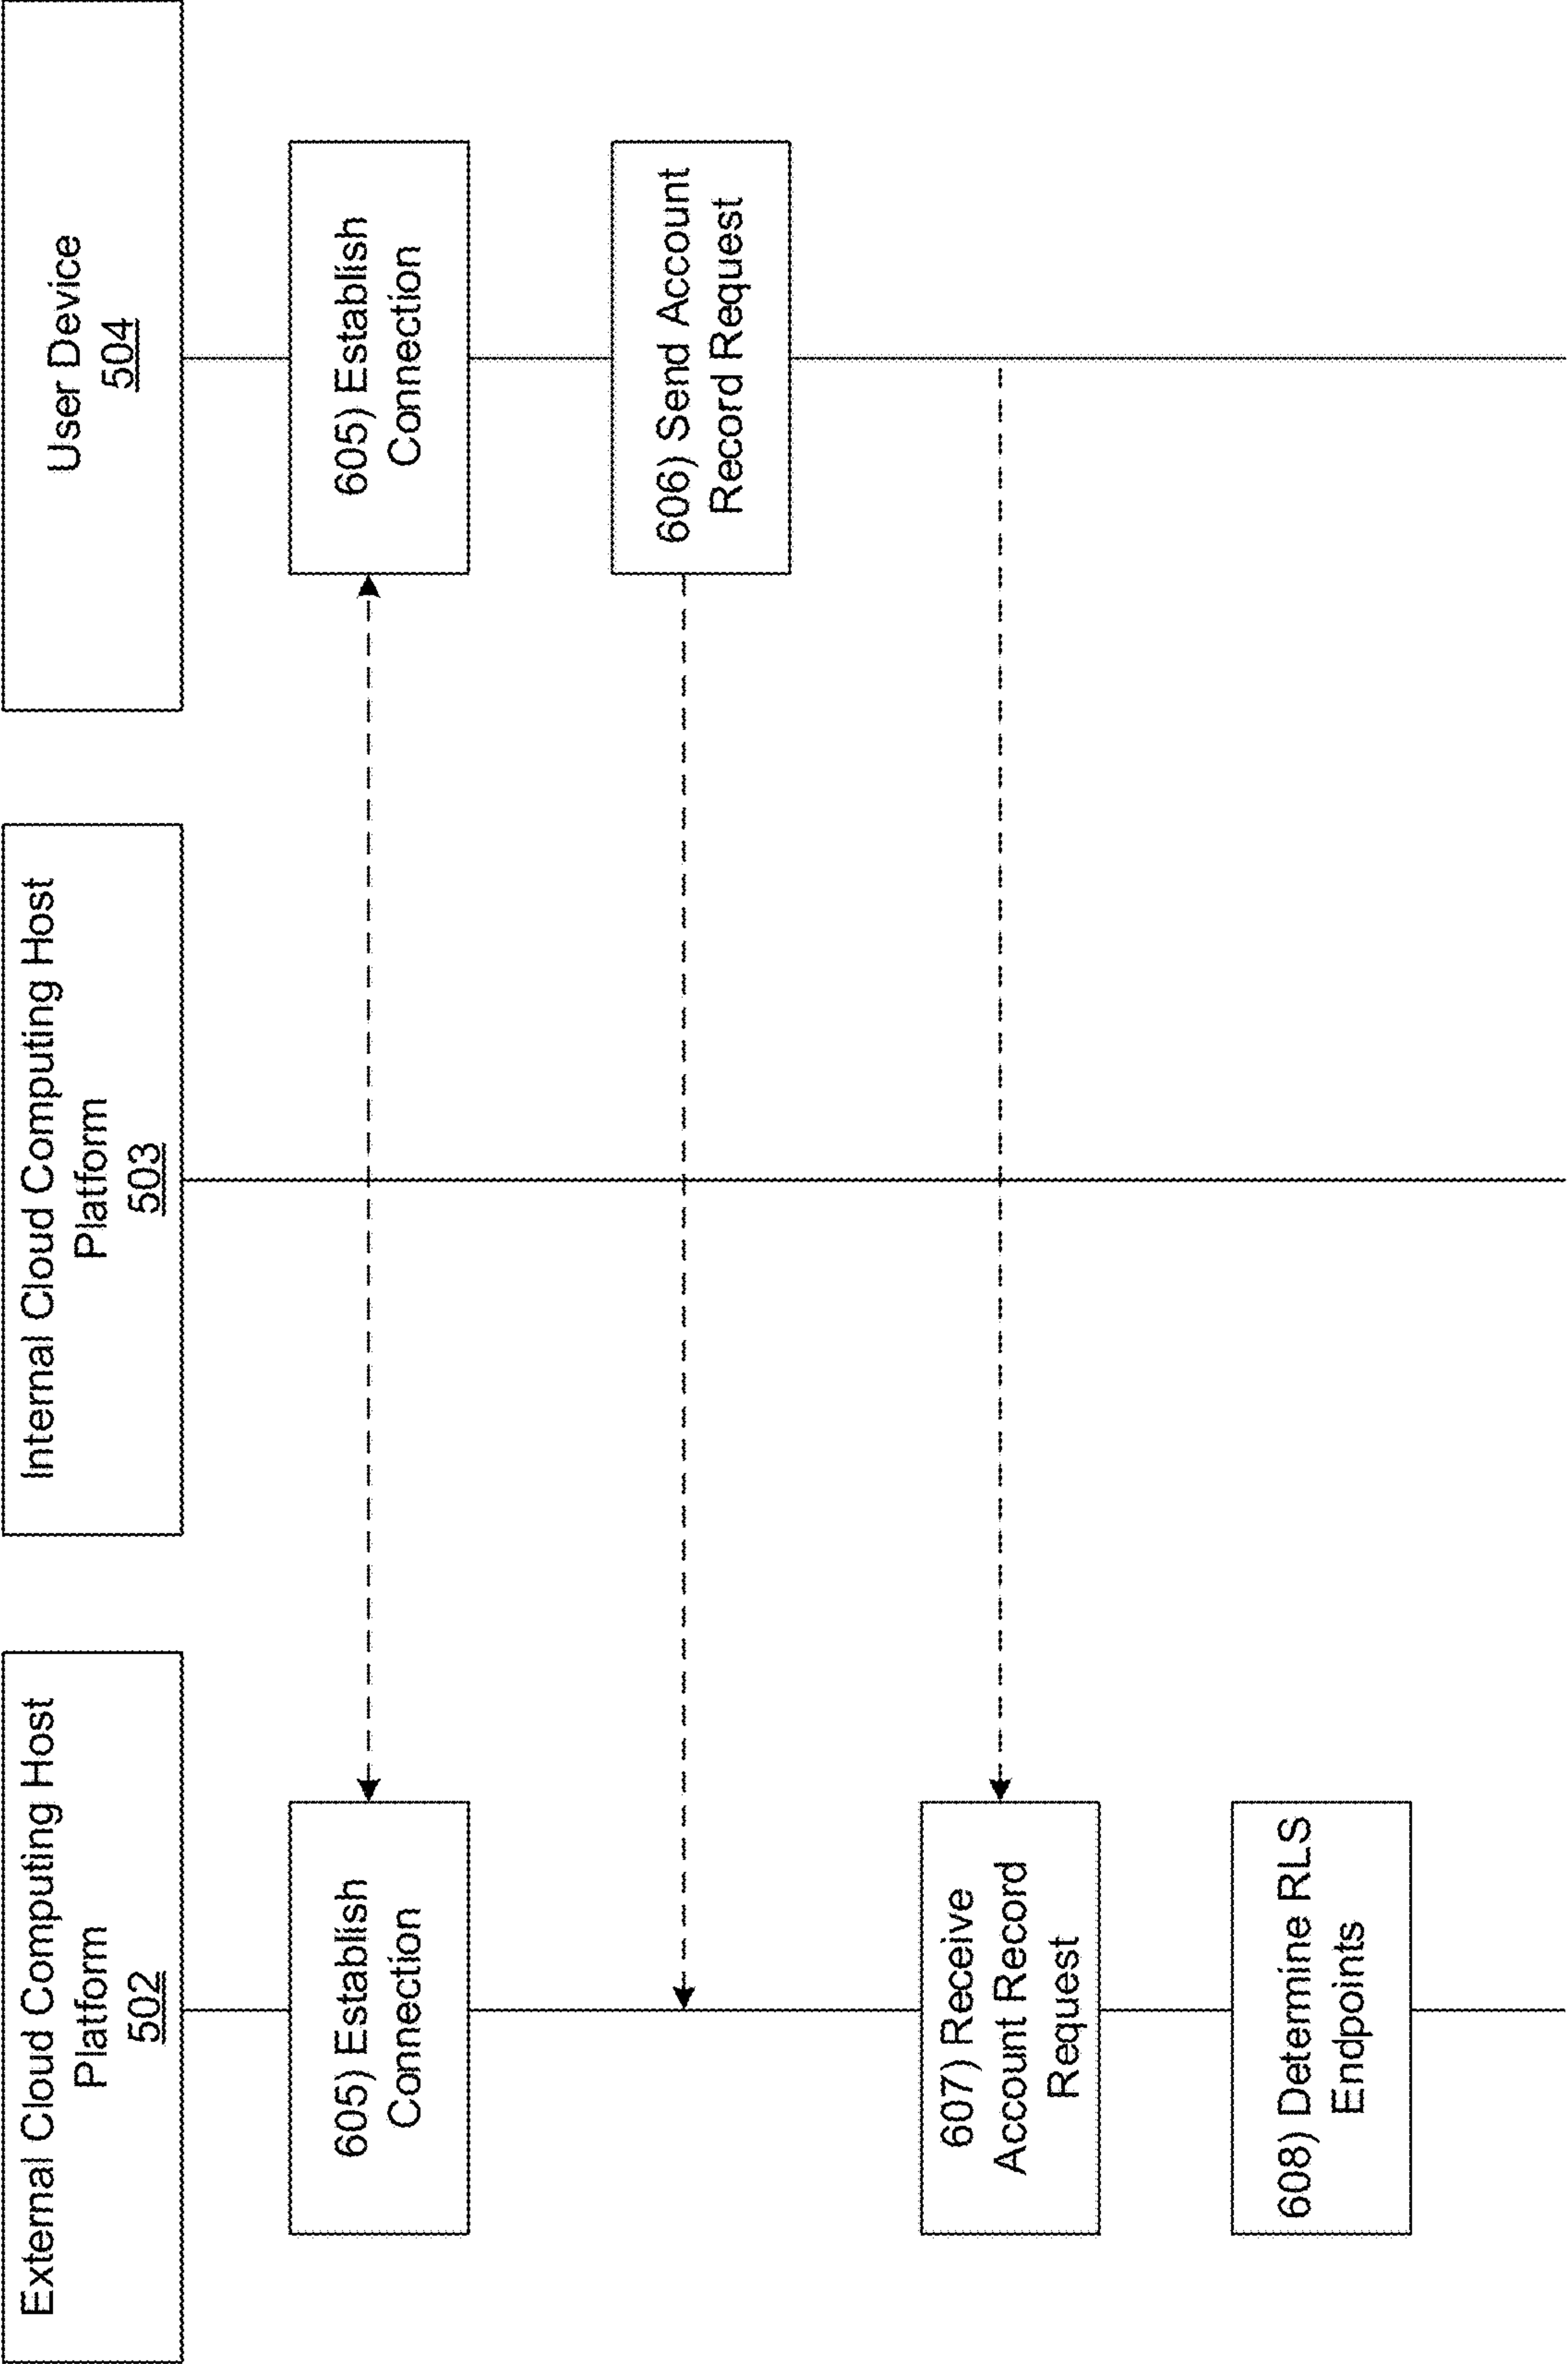 External Cloud Computing Host
Platform
502
Internal Cloud Computing Host
Platform
503
User Device
504
605) Establish
Connection
605) Establish
Connection
606) Send Account
Record Request
607) Receive
Account Record
Request
608) Determine RLS
Endpoints